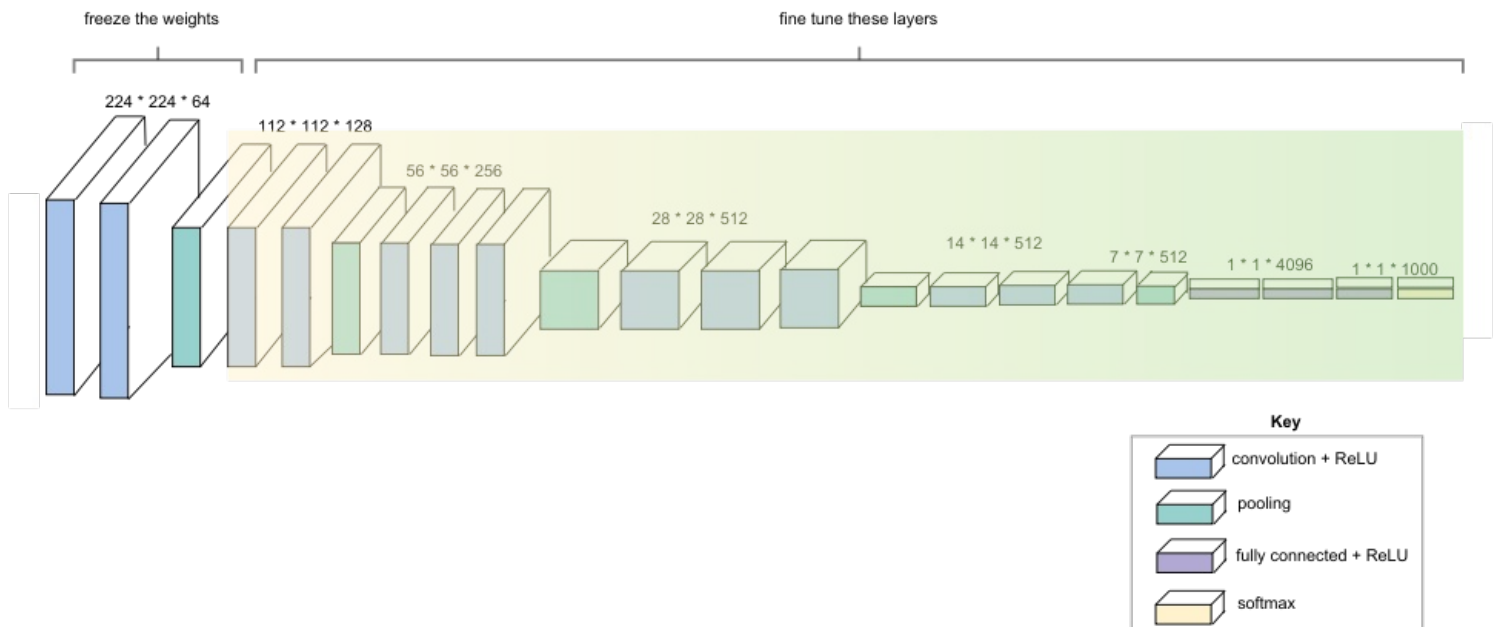 freeze the weights
fine tune these layers
224 * 224 * 64
112 * 112 * 128
56 * 56 * 256
28 * 28 * 512
14 * 14 * 512
7 * 7 * 512
1 * 1 * 4096
1 * 1 * 1000
Key
convolution + ReLU
pooling
fully connected + ReLU
softmax